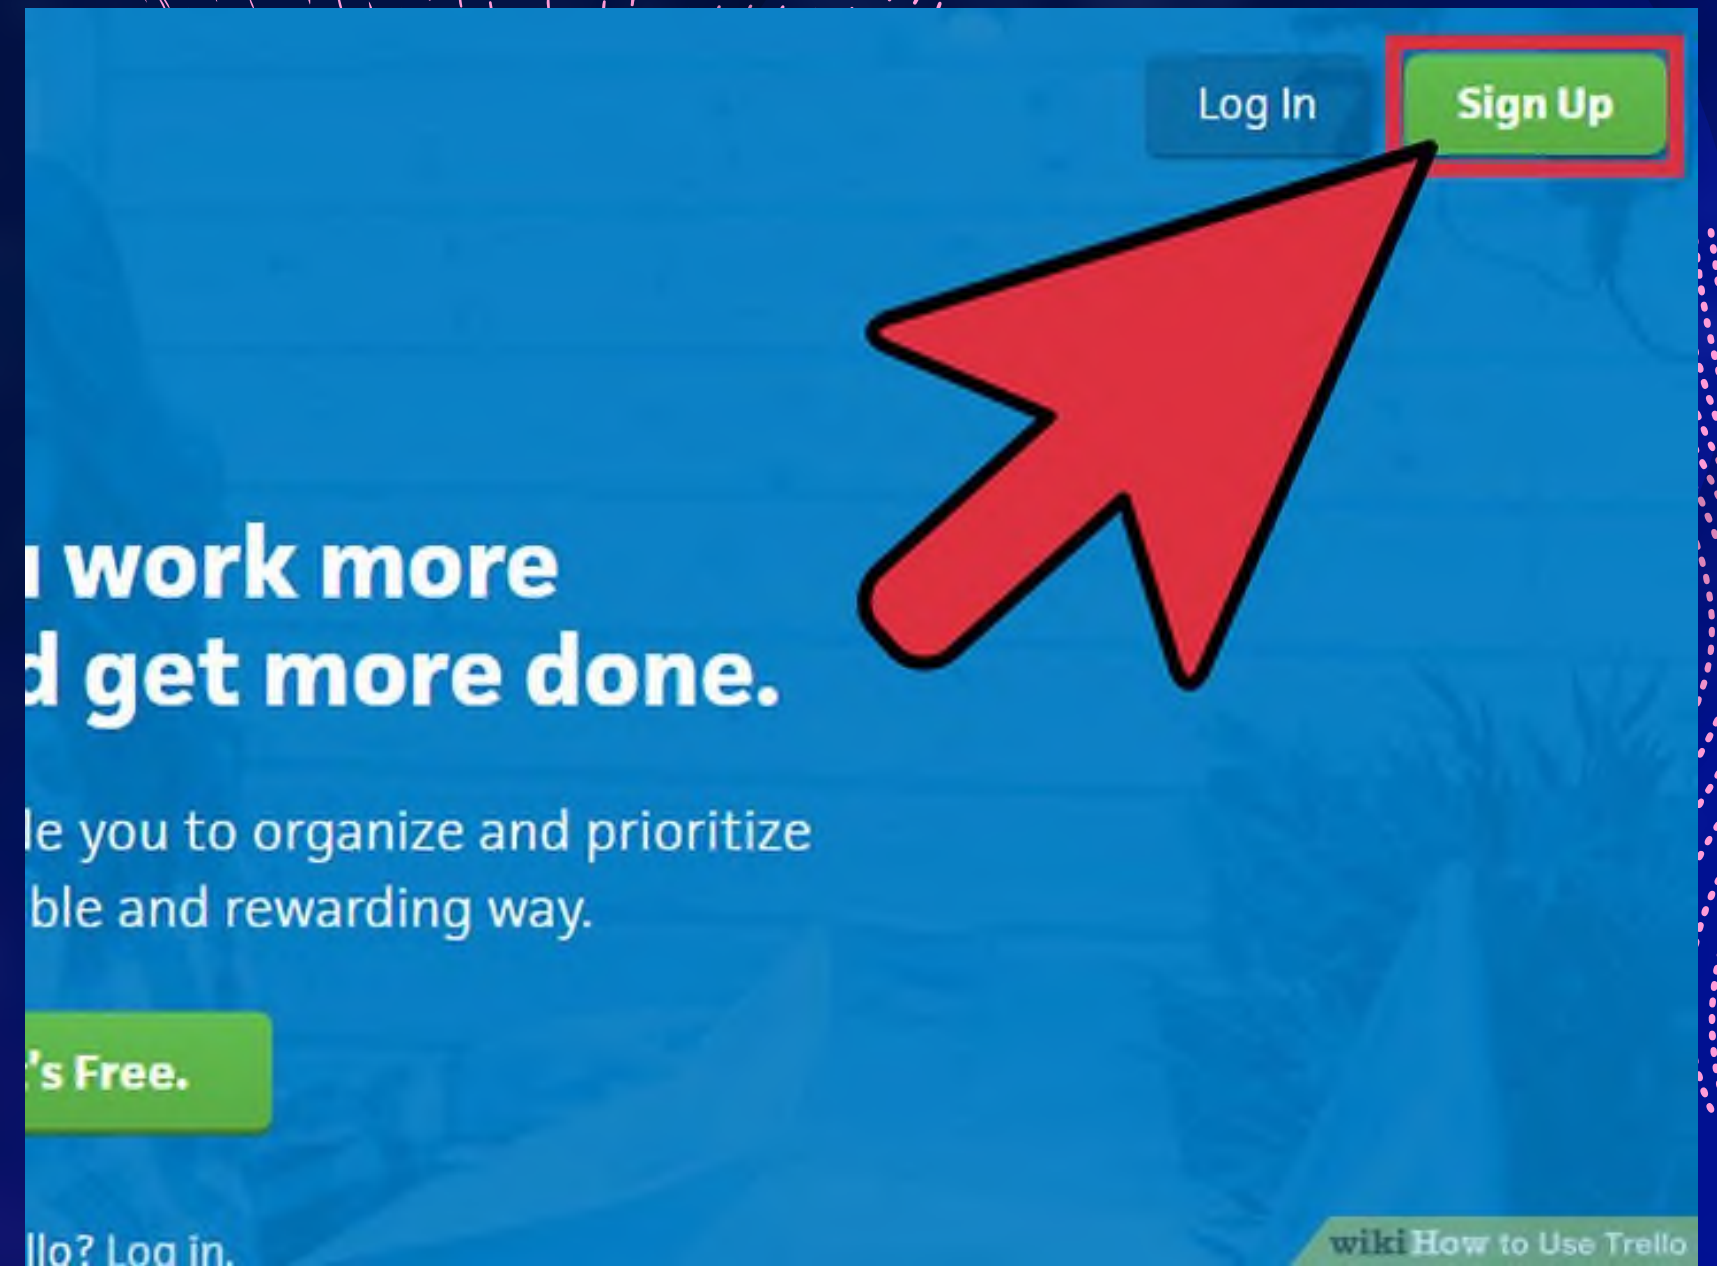 Log In
Sign Up
work more
d get more done.
le you to organize and prioritize
ble and rewarding way.
's Free.
llo? Log in.
wikiHow to Use Trello